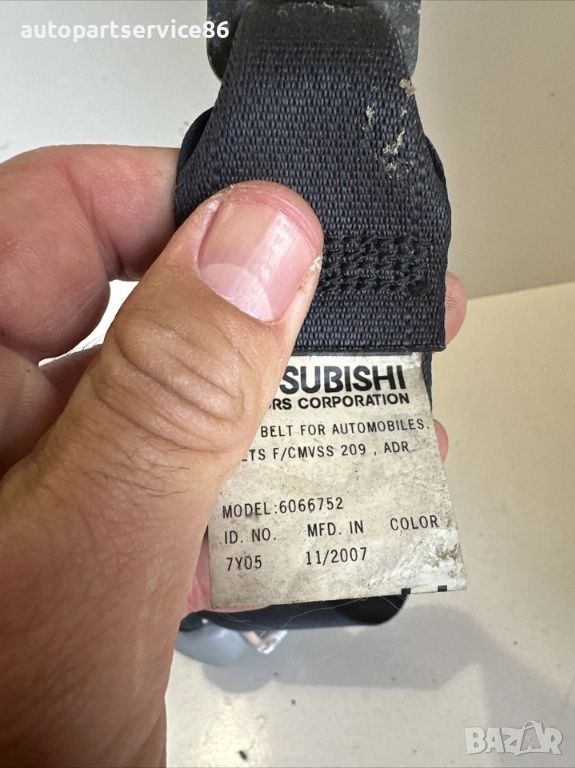 autopartservice86
SUBISHI
ORS CORPORATION
BELT FOR AUTOMOBILES.
ETS F/CMVSS 209 , ADR
MODEL:6066752
ID. NO. MFD. IN COLOR
7Y05 11/2007
BAZAR